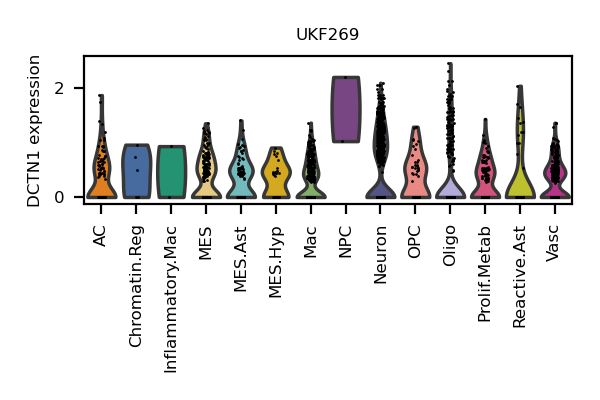 UKF269
DCTN1 expression
2
0
AC
Chromatin.Reg
Inflammatory.Mac
MES
MES.Ast
MES.Hyp
Mac
NPC
Neuron
OPC
Oligo
Prolif.Metab
Reactive.Ast
Vasc